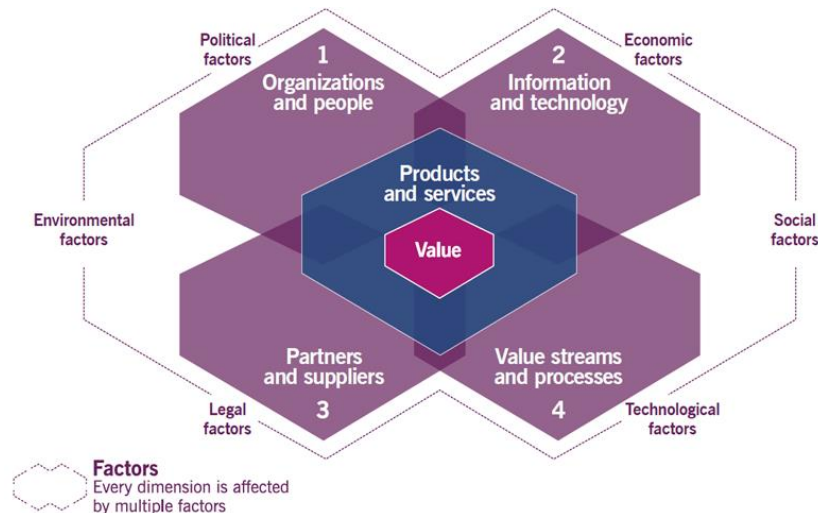 Political
factors
Economic
factors
1
Organizations
and people
2
Information
and technology
Products
and services
Environmental
factors
Value
Social
factors
Partners
and suppliers
3
Value streams
and processes
4
Legal
factors
Technological
factors
Factors
Every dimension is affected
by multiple factors